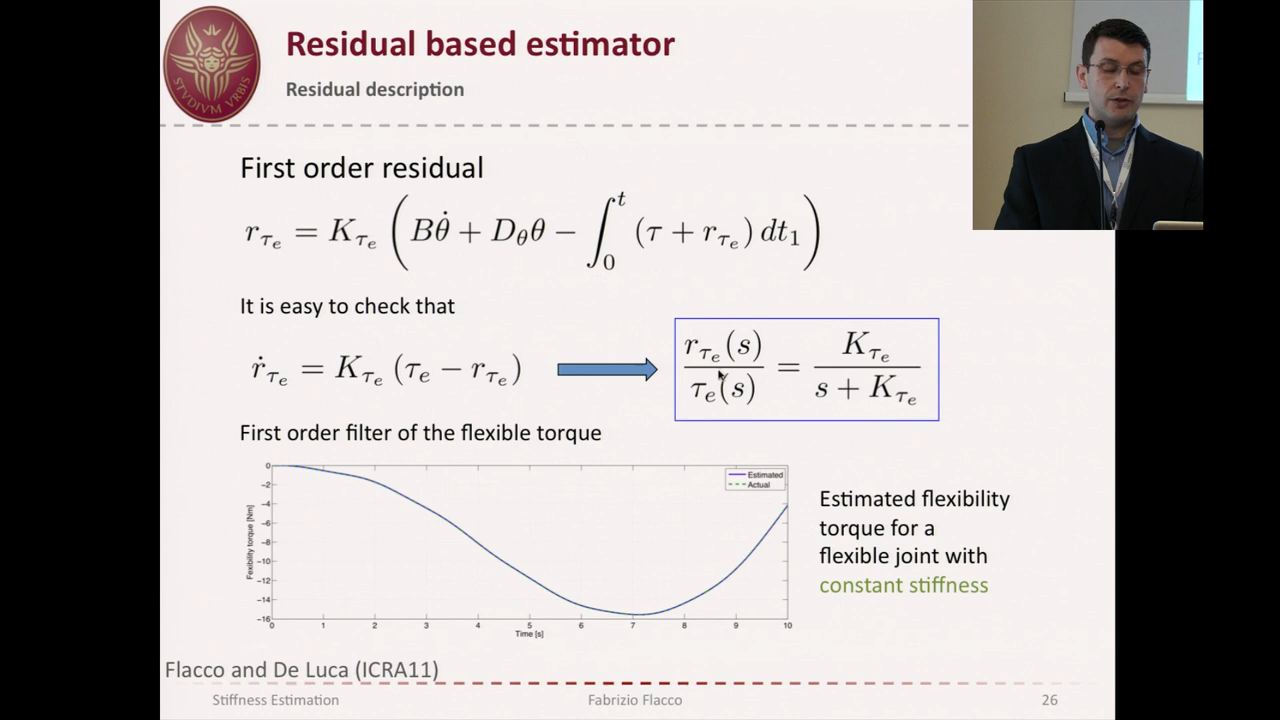 Residual based estimator
Residual description
STVDIVM VRBIS
First order residual
r_{τ_e} = K_{τ_e} ( Bθ̇ + D_θθ − ∫_0^t (τ + r_{τ_e}) dt_1 )
It is easy to check that
ṙ_{τ_e} = K_{τ_e} (τ_e − r_{τ_e})
r_{τ_e}(s) / τ_e(s) = K_{τ_e} / (s + K_{τ_e})
First order filter of the flexible torque
Estimated
Actual
Flexibility torque [Nm]
0
−2
−4
−6
−8
−10
−12
−14
−16
0 1 2 3 4 5 6 7 8 9 10
Time [s]
Estimated flexibility
torque for a
flexible joint with
constant stiffness
Flacco and De Luca (ICRA11)
Stiffness Estimation Fabrizio Flacco 26